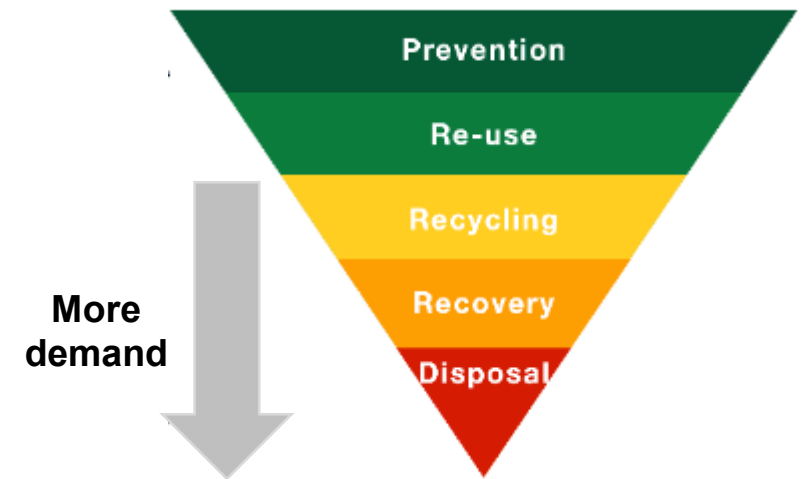 Prevention
Re-use
Recycling
Recovery
Disposal
More
demand